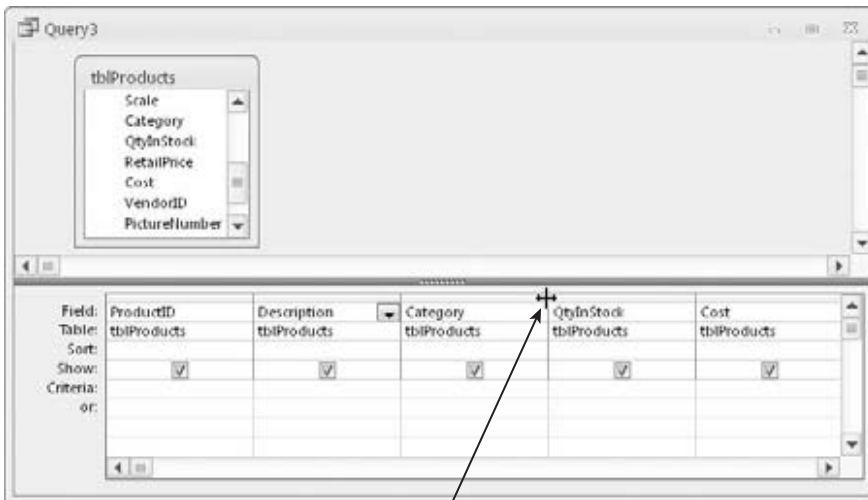 Query3
tblProducts
Scale
Category
QtyInStock
RetailPrice
Cost
VendorID
PictureNumber
Field: ProductID Description Category QtyInStock Cost
Table: tblProducts tblProducts tblProducts tblProducts tblProducts
Sort:
Show:
Criteria:
or: